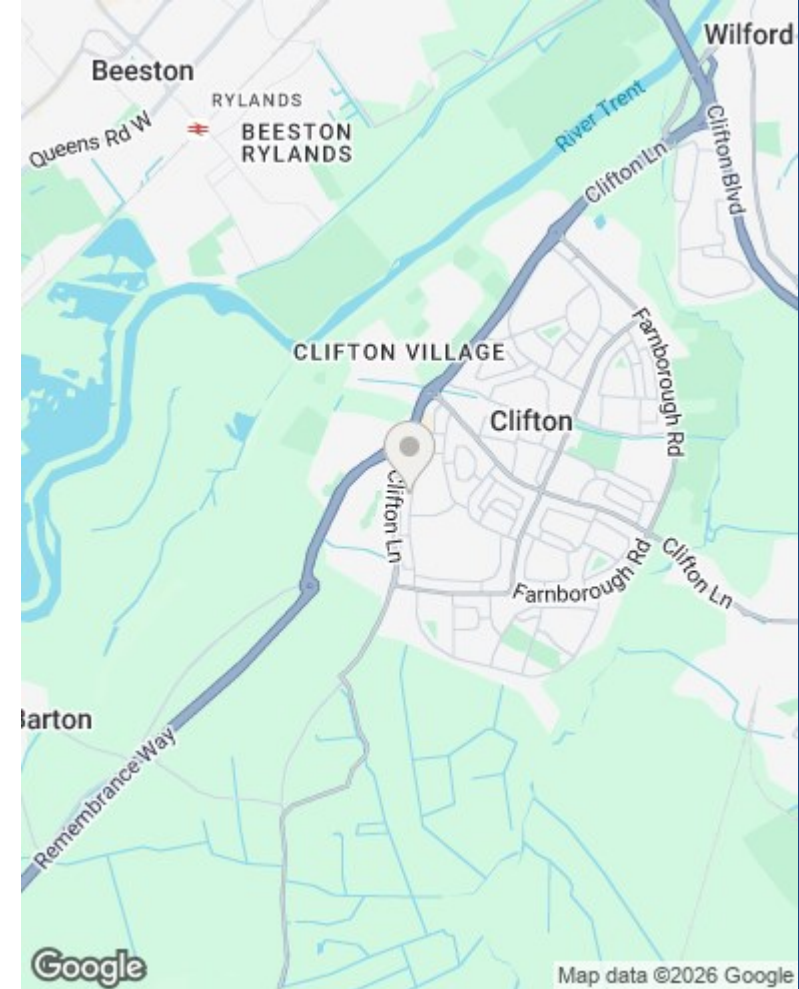 Wilford
Beeston
RYLANDS
BEESTON
RYLANDS
Queens Rd W
River Trent
Clifton Ln
Clifton Blvd
Farnborough Rd
CLIFTON VILLAGE
Clifton
Clifton Ln
Farnborough Rd
Clifton Ln
Barton
Remembrance Way
Google
Map data ©2026 Google